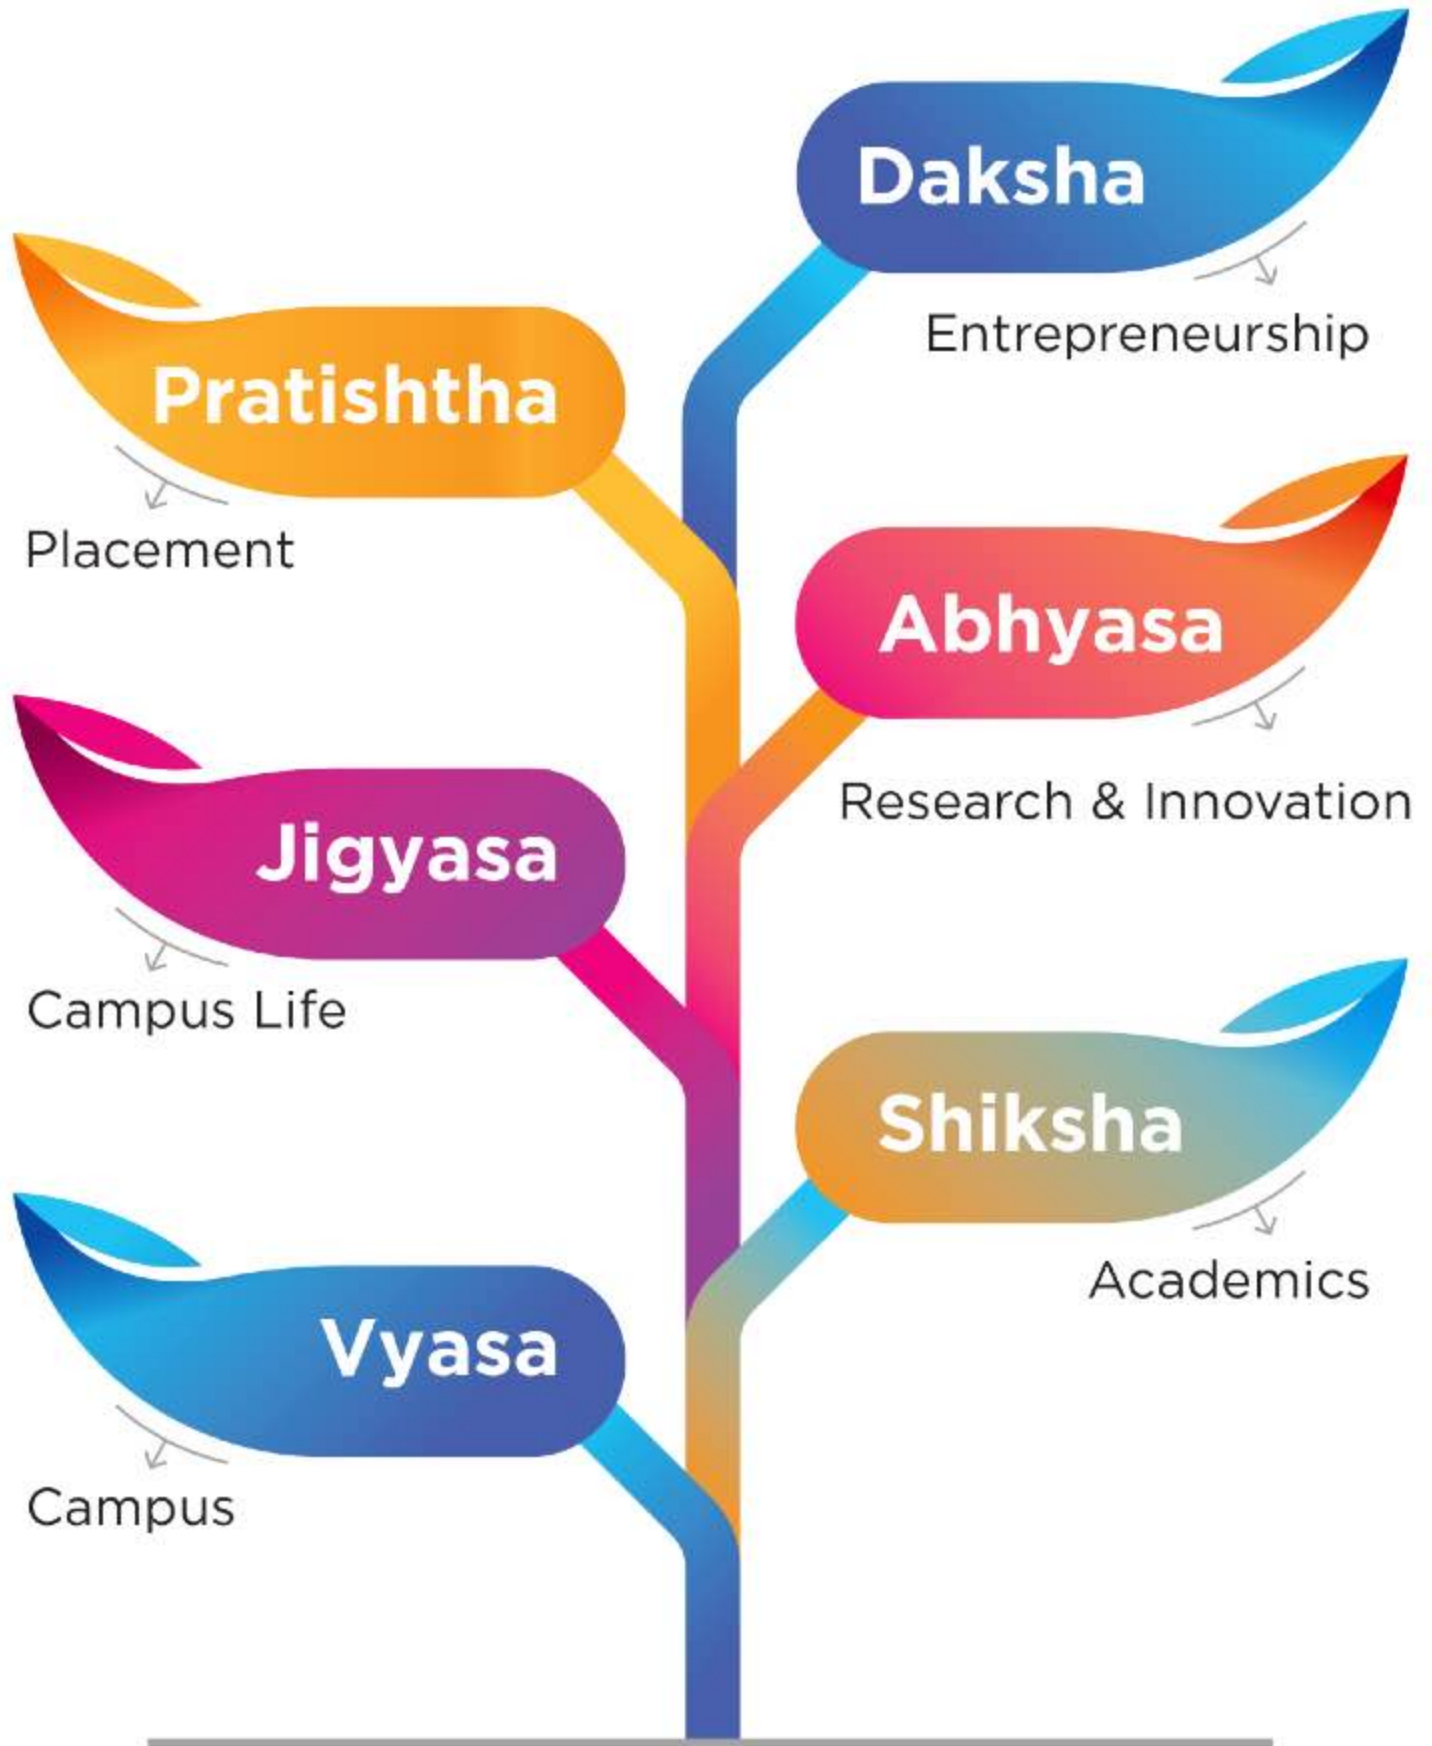 Daksha
Entrepreneurship
Pratishtha
Placement
Abhyasa
Research & Innovation
Jigyasa
Campus Life
Shiksha
Academics
Vyasa
Campus